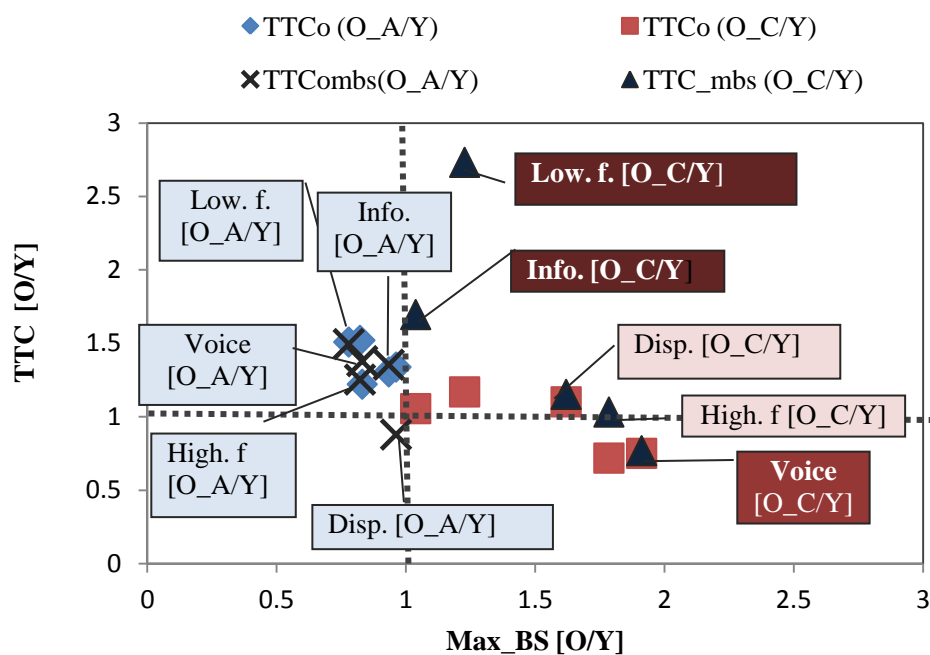 TTCo (O_A/Y)
TTCo (O_C/Y)
TTCombs(O_A/Y)
TTC_mbs (O_C/Y)
3
2.5
2
1.5
1
0.5
0
TTC [O/Y]
Low. f.
[O_A/Y]
Info.
[O_A/Y]
Low. f. [O_C/Y]
Info. [O_C/Y]
Voice
[O_A/Y]
Disp. [O_C/Y]
High. f [O_C/Y]
High. f
[O_A/Y]
Voice
[O_C/Y]
Disp. [O_A/Y]
0
0.5
1
1.5
2
2.5
3
Max_BS [O/Y]